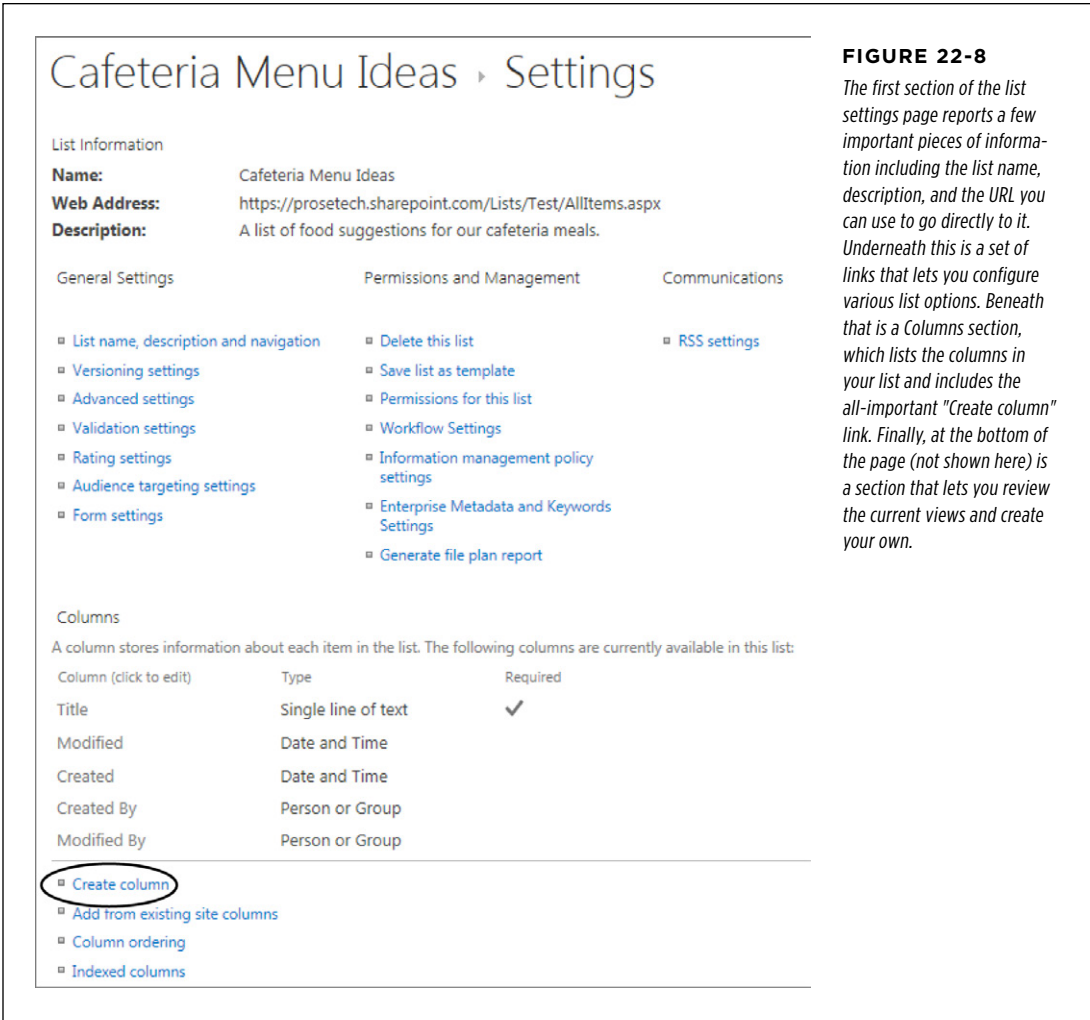 Cafeteria Menu Ideas ▸ Settings
List Information
Name: Cafeteria Menu Ideas
Web Address: https://prosetech.sharepoint.com/Lists/Test/AllItems.aspx
Description: A list of food suggestions for our cafeteria meals.
General Settings
List name, description and navigation
Versioning settings
Advanced settings
Validation settings
Rating settings
Audience targeting settings
Form settings
Permissions and Management
Delete this list
Save list as template
Permissions for this list
Workflow Settings
Information management policy
settings
Enterprise Metadata and Keywords
Settings
Generate file plan report
Communications
RSS settings
Columns
A column stores information about each item in the list. The following columns are currently available in this list:
Column (click to edit) Type Required
Title Single line of text ✓
Modified Date and Time
Created Date and Time
Created By Person or Group
Modified By Person or Group
Create column
Add from existing site columns
Column ordering
Indexed columns
FIGURE 22-8
The first section of the list
settings page reports a few
important pieces of informa-
tion including the list name,
description, and the URL you
can use to go directly to it.
Underneath this is a set of
links that lets you configure
various list options. Beneath
that is a Columns section,
which lists the columns in
your list and includes the
all-important "Create column"
link. Finally, at the bottom of
the page (not shown here) is
a section that lets you review
the current views and create
your own.